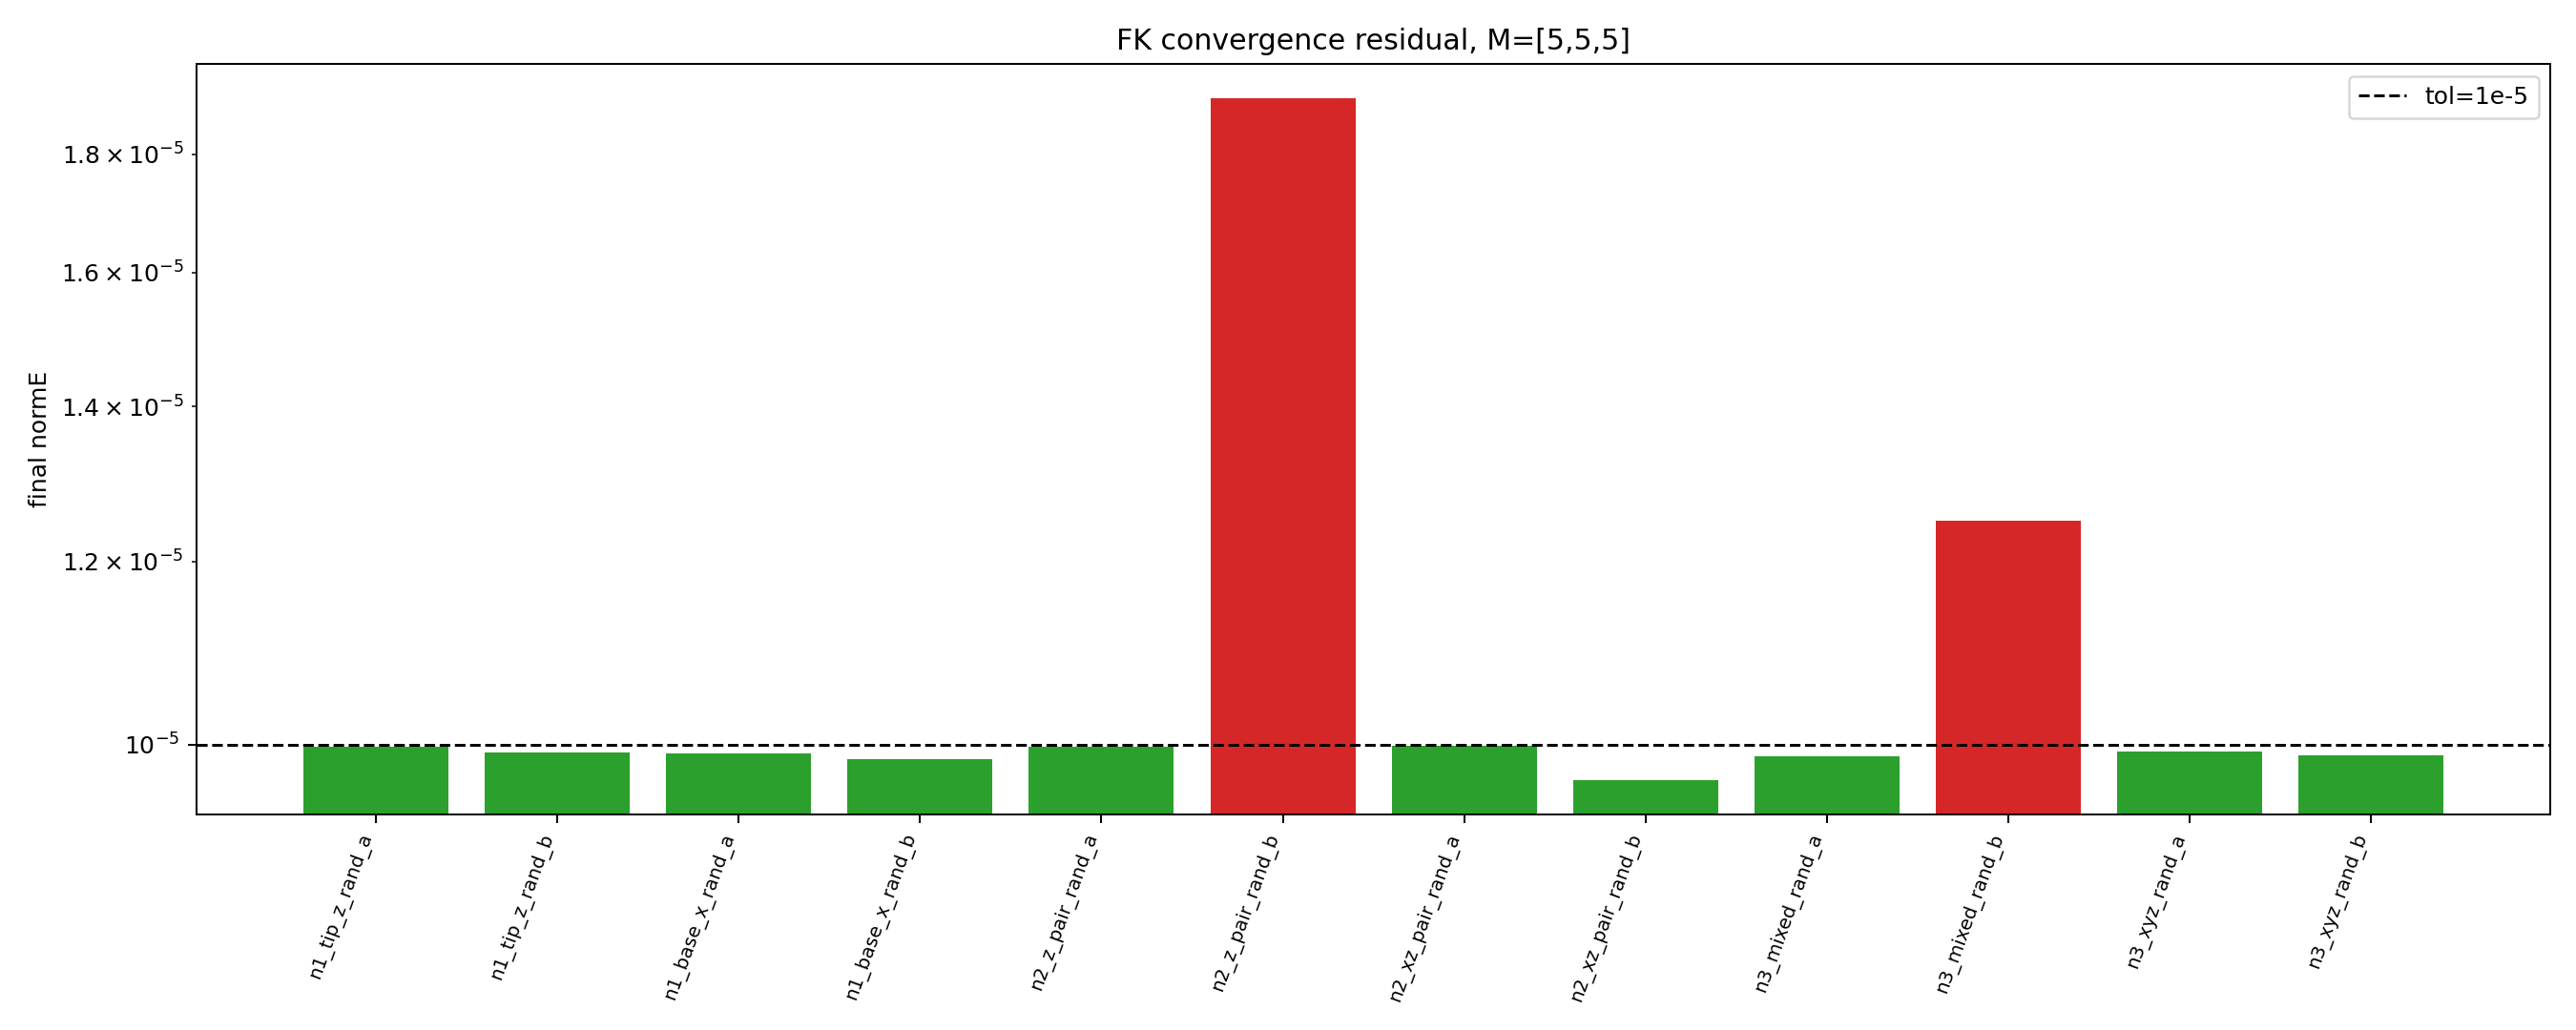 FK convergence residual, M=[5,5,5]
tol=1e-5
final normE
1.8 × 10⁻⁵
1.6 × 10⁻⁵
1.4 × 10⁻⁵
1.2 × 10⁻⁵
10⁻⁵
n1_tip_z_rand_a
n1_tip_z_rand_b
n1_base_x_rand_a
n1_base_x_rand_b
n2_z_pair_rand_a
n2_z_pair_rand_b
n2_xz_pair_rand_a
n2_xz_pair_rand_b
n3_mixed_rand_a
n3_mixed_rand_b
n3_xyz_rand_a
n3_xyz_rand_b